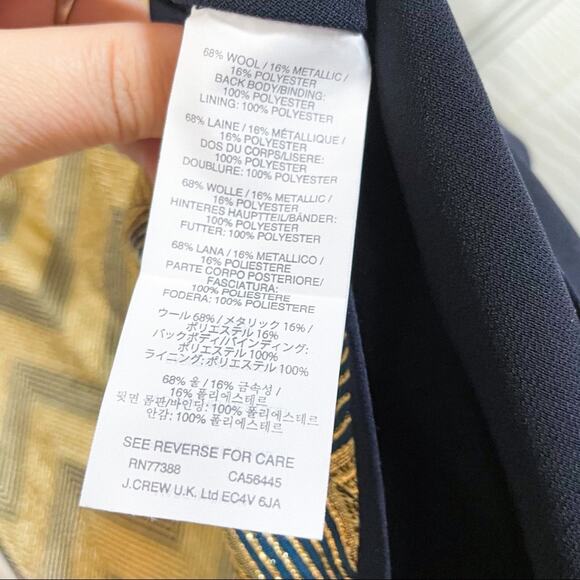 68% WOOL / 16% METALLIC /
16% POLYESTER
BACK BODY/BINDING:
100% POLYESTER
LINING: 100% POLYESTER
68% LAINE / 16% MÉTALLIQUE /
16% POLYESTER
DOS DU CORPS/LISERE:
100% POLYESTER
DOUBLURE: 100% POLYESTER
68% WOLLE / 16% METALLIC /
16% POLYESTER
HINTERES HAUPTTEIL/BÄNDER:
100% POLYESTER
FUTTER: 100% POLYESTER
68% LANA / 16% METALLICO /
16% POLIESTERE
PARTE CORPO POSTERIORE/
FASCIATURA:
100% POLIESTERE
FODERA: 100% POLIESTERE
ウール 68% / メタリック 16% /
ポリエステル 16%
バックボディ/バインディング:
ポリエステル 100%
ライニング: ポリエステル 100%
68% 울 / 16% 금속성 /
16% 폴리에스테르
뒷면 몸판/바인딩: 100% 폴리에스테르
안감: 100% 폴리에스테르
SEE REVERSE FOR CARE
RN77388 CA56445
J.CREW U.K. Ltd EC4V 6JA